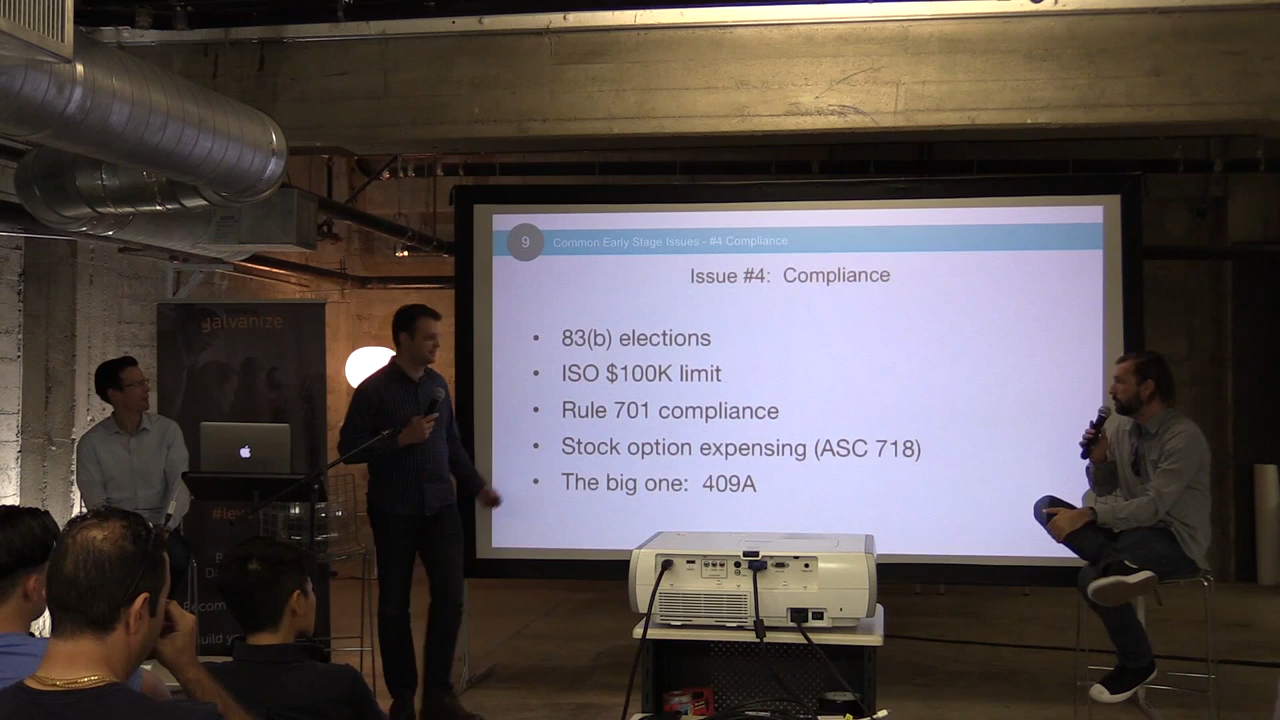 9
Common Early Stage Issues - #4 Compliance
Issue #4: Compliance
• 83(b) elections
• ISO $100K limit
• Rule 701 compliance
• Stock option expensing (ASC 718)
• The big one: 409A
galvanize